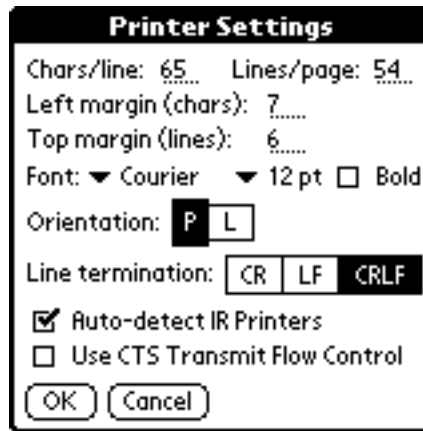 Printer Settings
Chars/line: 65 Lines/page: 54
Left margin (chars): 7
Top margin (lines): 6
Font: Courier 12 pt Bold
Orientation: P L
Line termination: CR LF CRLF
Auto-detect IR Printers
Use CTS Transmit Flow Control
OK Cancel